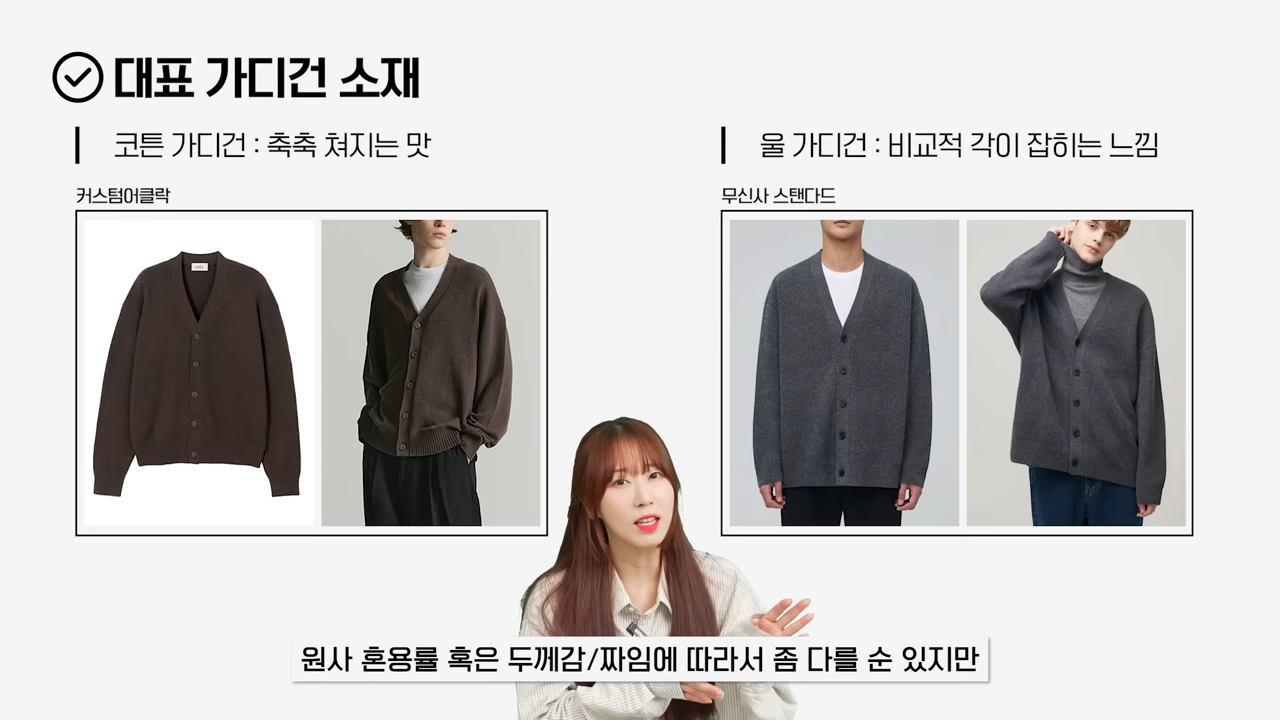 대표 가디건 소재
코튼 가디건 : 축축 쳐지는 맛
커스텀어클락
울 가디건 : 비교적 각이 잡히는 느낌
무신사 스탠다드
원사 혼용률 혹은 두께감/짜임에 따라서 좀 다를 순 있지만